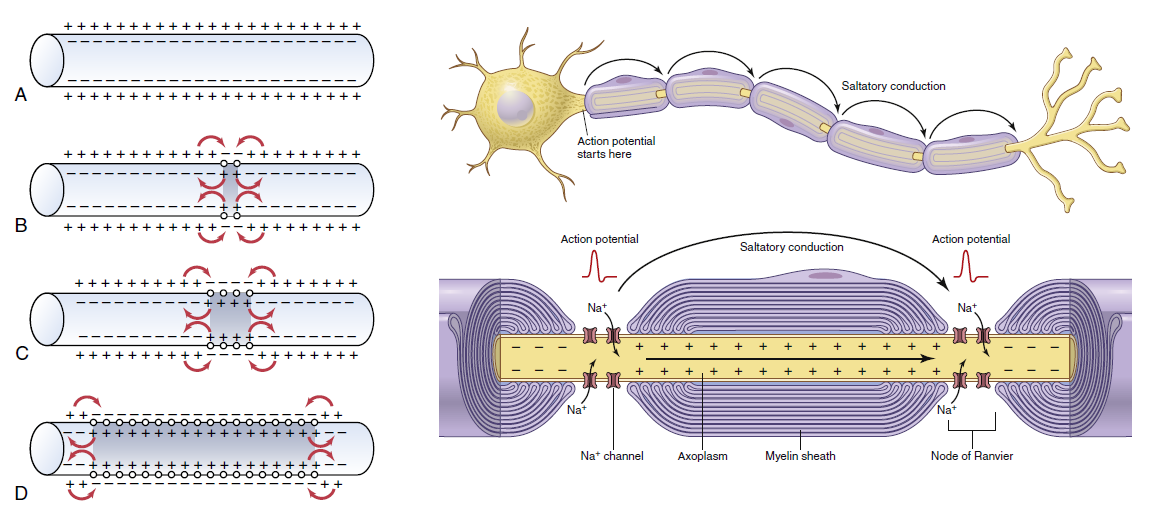 A
B
C
D
Saltatory conduction
Action potential
starts here
Action potential
Saltatory conduction
Action potential
Na⁺
Na⁺
Na⁺
Na⁺
Na⁺ channel
Axoplasm
Myelin sheath
Node of Ranvier